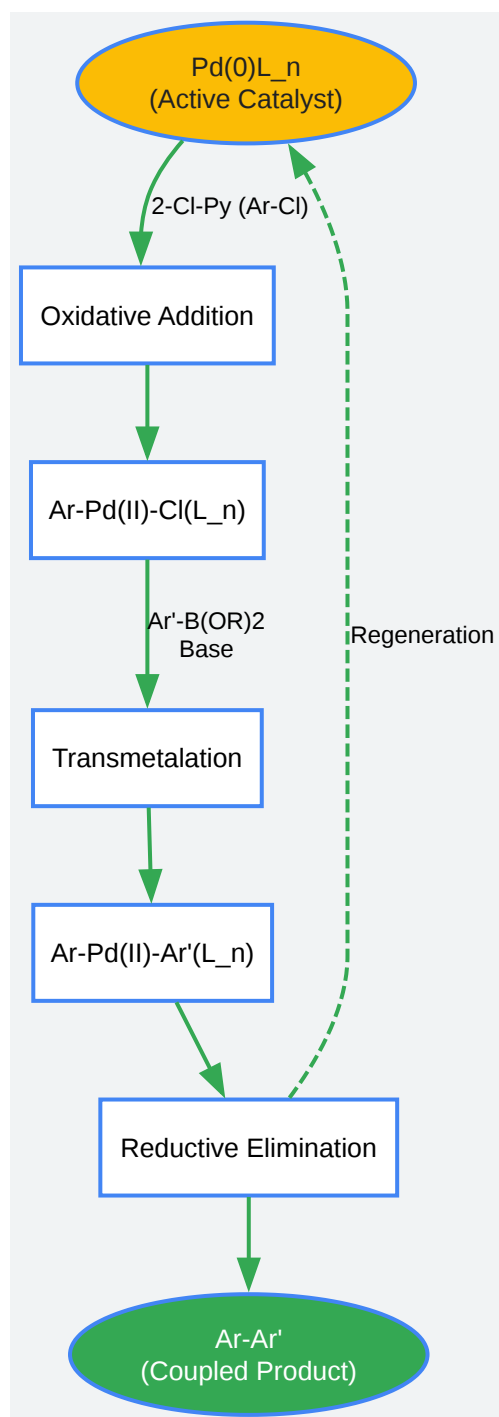 Pd(0)L_n
(Active Catalyst)
2-Cl-Py (Ar-Cl)
Oxidative Addition
Ar-Pd(II)-Cl(L_n)
Ar'-B(OR)2
Base
Regeneration
Transmetalation
Ar-Pd(II)-Ar'(L_n)
Reductive Elimination
Ar-Ar'
(Coupled Product)